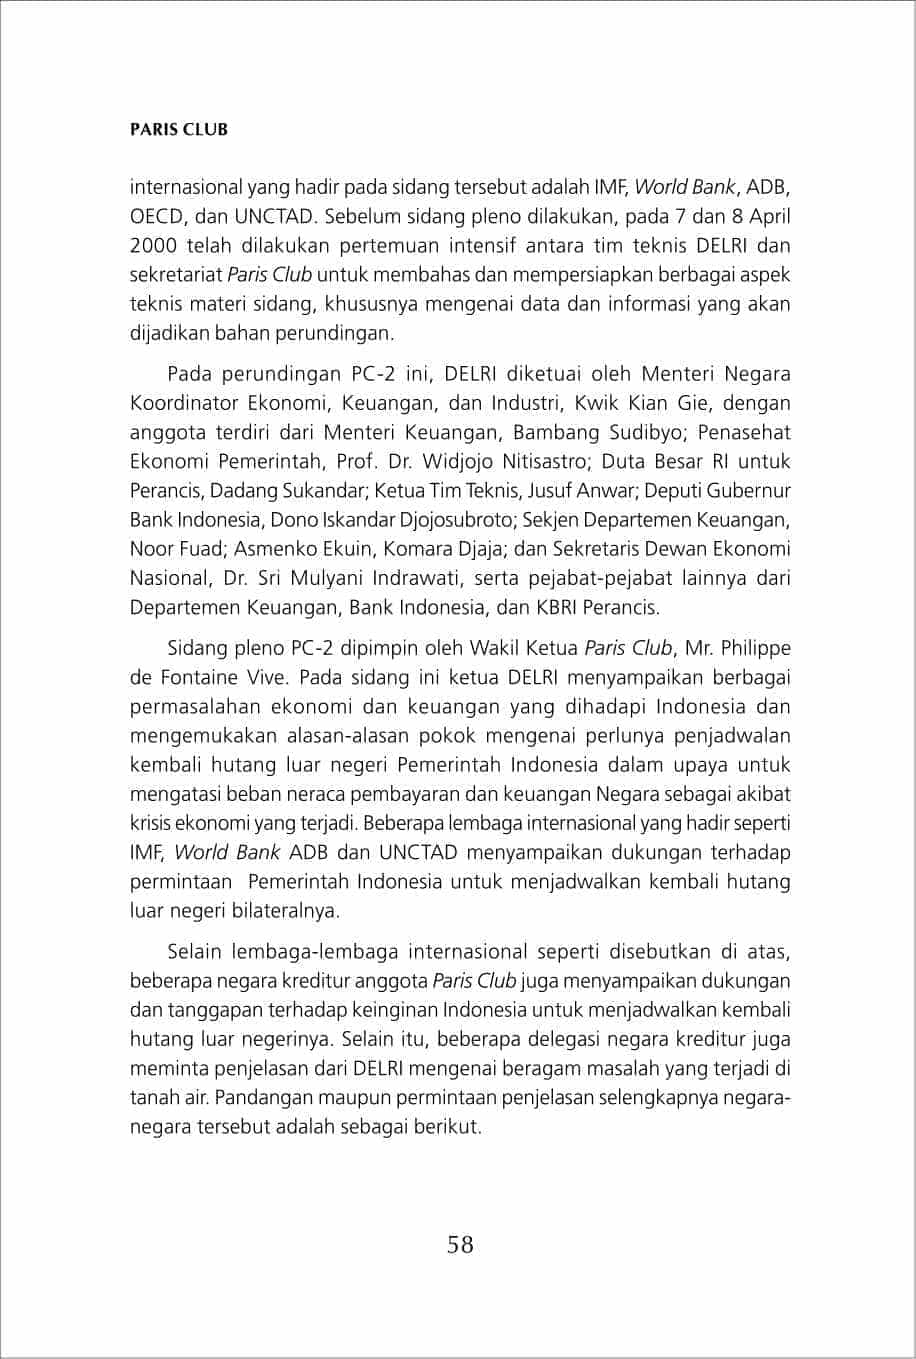 PARIS CLUB
internasional yang hadir pada sidang tersebut adalah IMF, World Bank, ADB,
OECD, dan UNCTAD. Sebelum sidang pleno dilakukan, pada 7 dan 8 April
2000 telah dilakukan pertemuan intensif antara tim teknis DELRI dan
sekretariat Paris Club untuk membahas dan mempersiapkan berbagai aspek
teknis materi sidang, khususnya mengenai data dan informasi yang akan
dijadikan bahan perundingan.
Pada perundingan PC-2 ini, DELRI diketuai oleh Menteri Negara
Koordinator Ekonomi, Keuangan, dan Industri, Kwik Kian Gie, dengan
anggota terdiri dari Menteri Keuangan, Bambang Sudibyo; Penasehat
Ekonomi Pemerintah, Prof. Dr. Widjojo Nitisastro; Duta Besar RI untuk
Perancis, Dadang Sukandar; Ketua Tim Teknis, Jusuf Anwar; Deputi Gubernur
Bank Indonesia, Dono Iskandar Djojosubroto; Sekjen Departemen Keuangan,
Noor Fuad; Asmenko Ekuin, Komara Djaja; dan Sekretaris Dewan Ekonomi
Nasional, Dr. Sri Mulyani Indrawati, serta pejabat-pejabat lainnya dari
Departemen Keuangan, Bank Indonesia, dan KBRI Perancis.
Sidang pleno PC-2 dipimpin oleh Wakil Ketua Paris Club, Mr. Philippe
de Fontaine Vive. Pada sidang ini ketua DELRI menyampaikan berbagai
permasalahan ekonomi dan keuangan yang dihadapi Indonesia dan
mengemukakan alasan-alasan pokok mengenai perlunya penjadwalan
kembali hutang luar negeri Pemerintah Indonesia dalam upaya untuk
mengatasi beban neraca pembayaran dan keuangan Negara sebagai akibat
krisis ekonomi yang terjadi. Beberapa lembaga internasional yang hadir seperti
IMF, World Bank ADB dan UNCTAD menyampaikan dukungan terhadap
permintaan Pemerintah Indonesia untuk menjadwalkan kembali hutang
luar negeri bilateralnya.
Selain lembaga-lembaga internasional seperti disebutkan di atas,
beberapa negara kreditur anggota Paris Club juga menyampaikan dukungan
dan tanggapan terhadap keinginan Indonesia untuk menjadwalkan kembali
hutang luar negerinya. Selain itu, beberapa delegasi negara kreditur juga
meminta penjelasan dari DELRI mengenai beragam masalah yang terjadi di
tanah air. Pandangan maupun permintaan penjelasan selengkapnya negara-
negara tersebut adalah sebagai berikut.
58